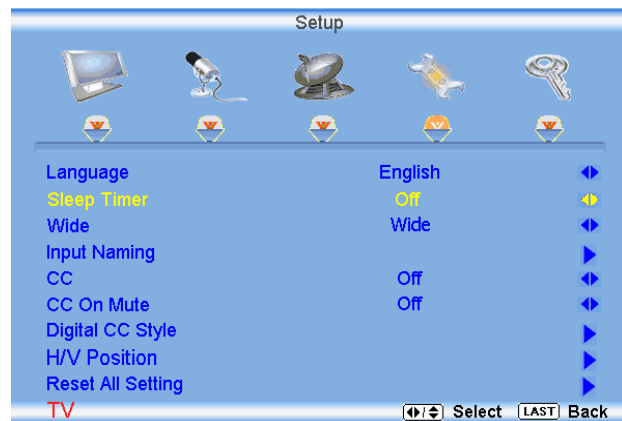 Setup
Language English
Sleep Timer Off
Wide Wide
Input Naming
CC Off
CC On Mute Off
Digital CC Style
H/V Position
Reset All Setting
TV Select LAST Back